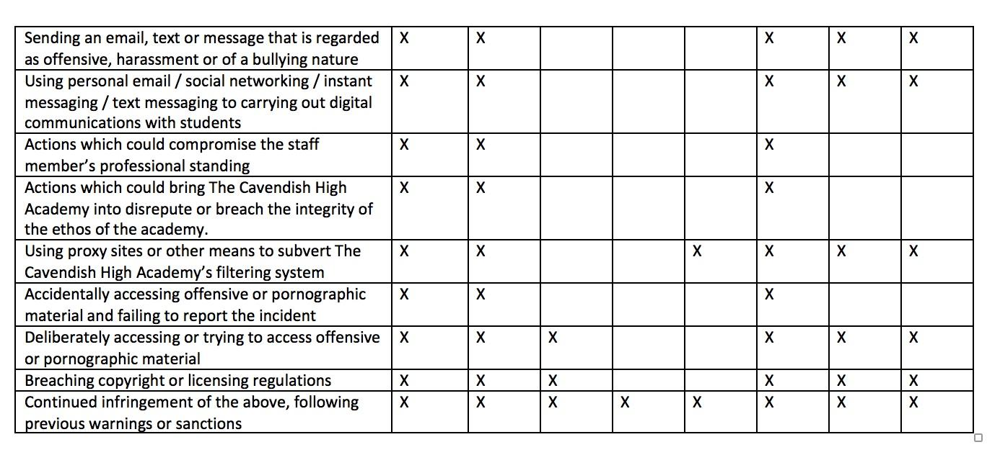 Sending an email, text or message that is regarded X X X X X
as offensive, harassment or of a bullying nature
Using personal email / social networking / instant X X X X X
messaging / text messaging to carrying out digital
communications with students
Actions which could compromise the staff X X X
member’s professional standing
Actions which could bring The Cavendish High X X X
Academy into disrepute or breach the integrity of
the ethos of the academy.
Using proxy sites or other means to subvert The X X X X X X
Cavendish High Academy’s filtering system
Accidentally accessing offensive or pornographic X X X
material and failing to report the incident
Deliberately accessing or trying to access offensive X X X X X X
or pornographic material
Breaching copyright or licensing regulations X X X X X X
Continued infringement of the above, following X X X X X X X X
previous warnings or sanctions